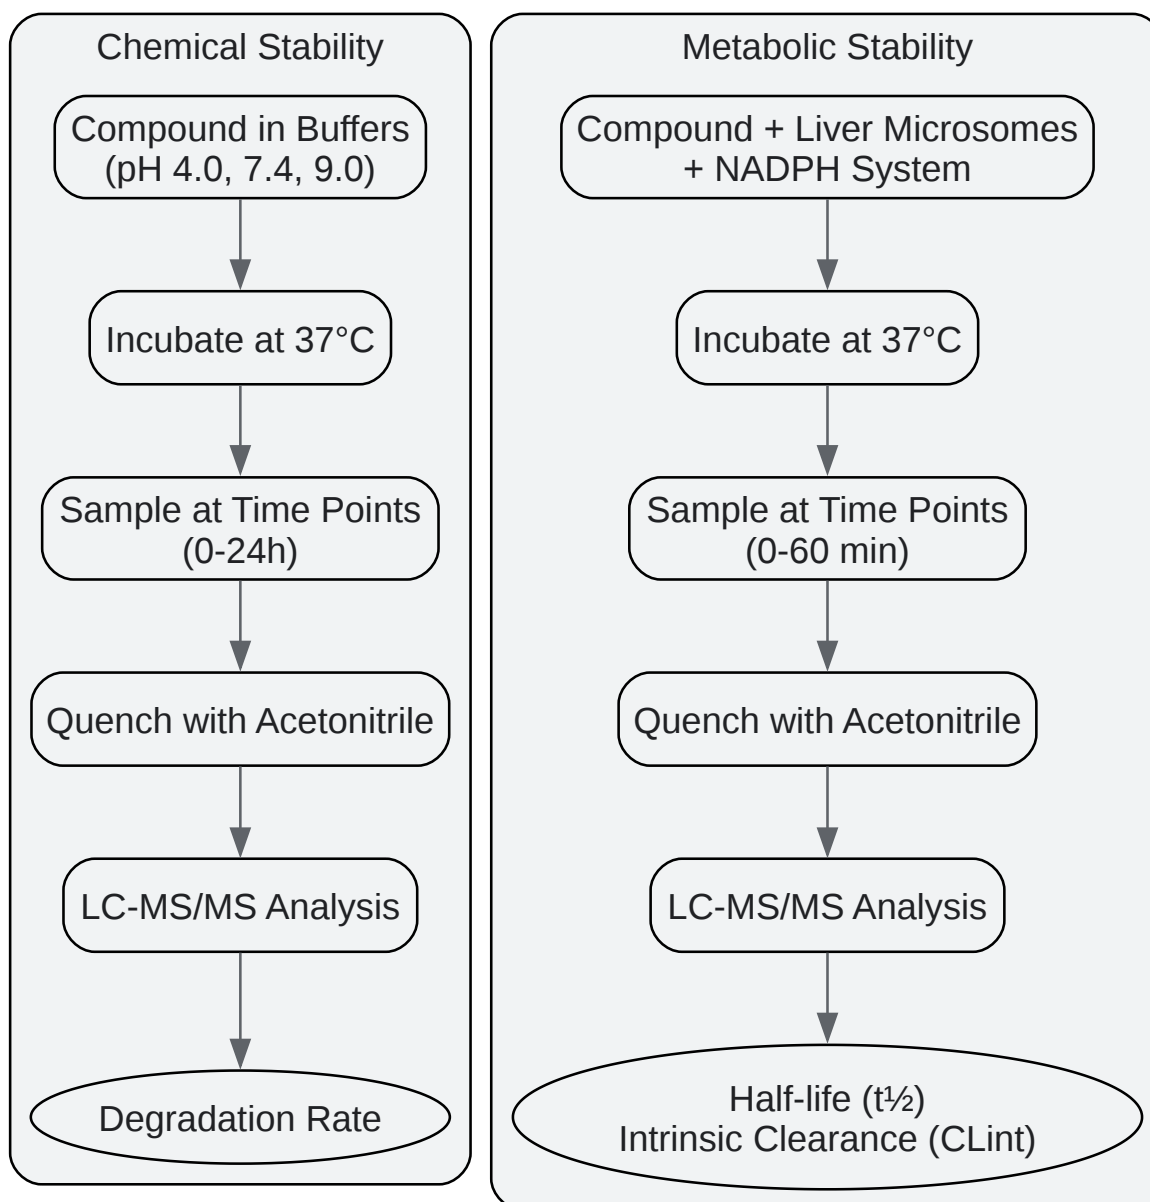 Chemical Stability
Compound in Buffers
(pH 4.0, 7.4, 9.0)
Incubate at 37°C
Sample at Time Points
(0-24h)
Quench with Acetonitrile
LC-MS/MS Analysis
Degradation Rate
Metabolic Stability
Compound + Liver Microsomes
+ NADPH System
Incubate at 37°C
Sample at Time Points
(0-60 min)
Quench with Acetonitrile
LC-MS/MS Analysis
Half-life (t½)
Intrinsic Clearance (CLint)